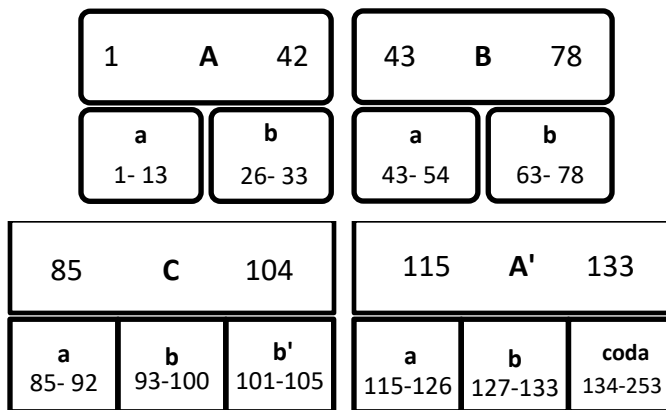 1 A 42 43 B 78
a b a b
1- 13 26- 33 43- 54 63- 78
85 C 104 115 A' 133
a b b' a b coda
85- 92 93-100 101-105 115-126 127-133 134-253